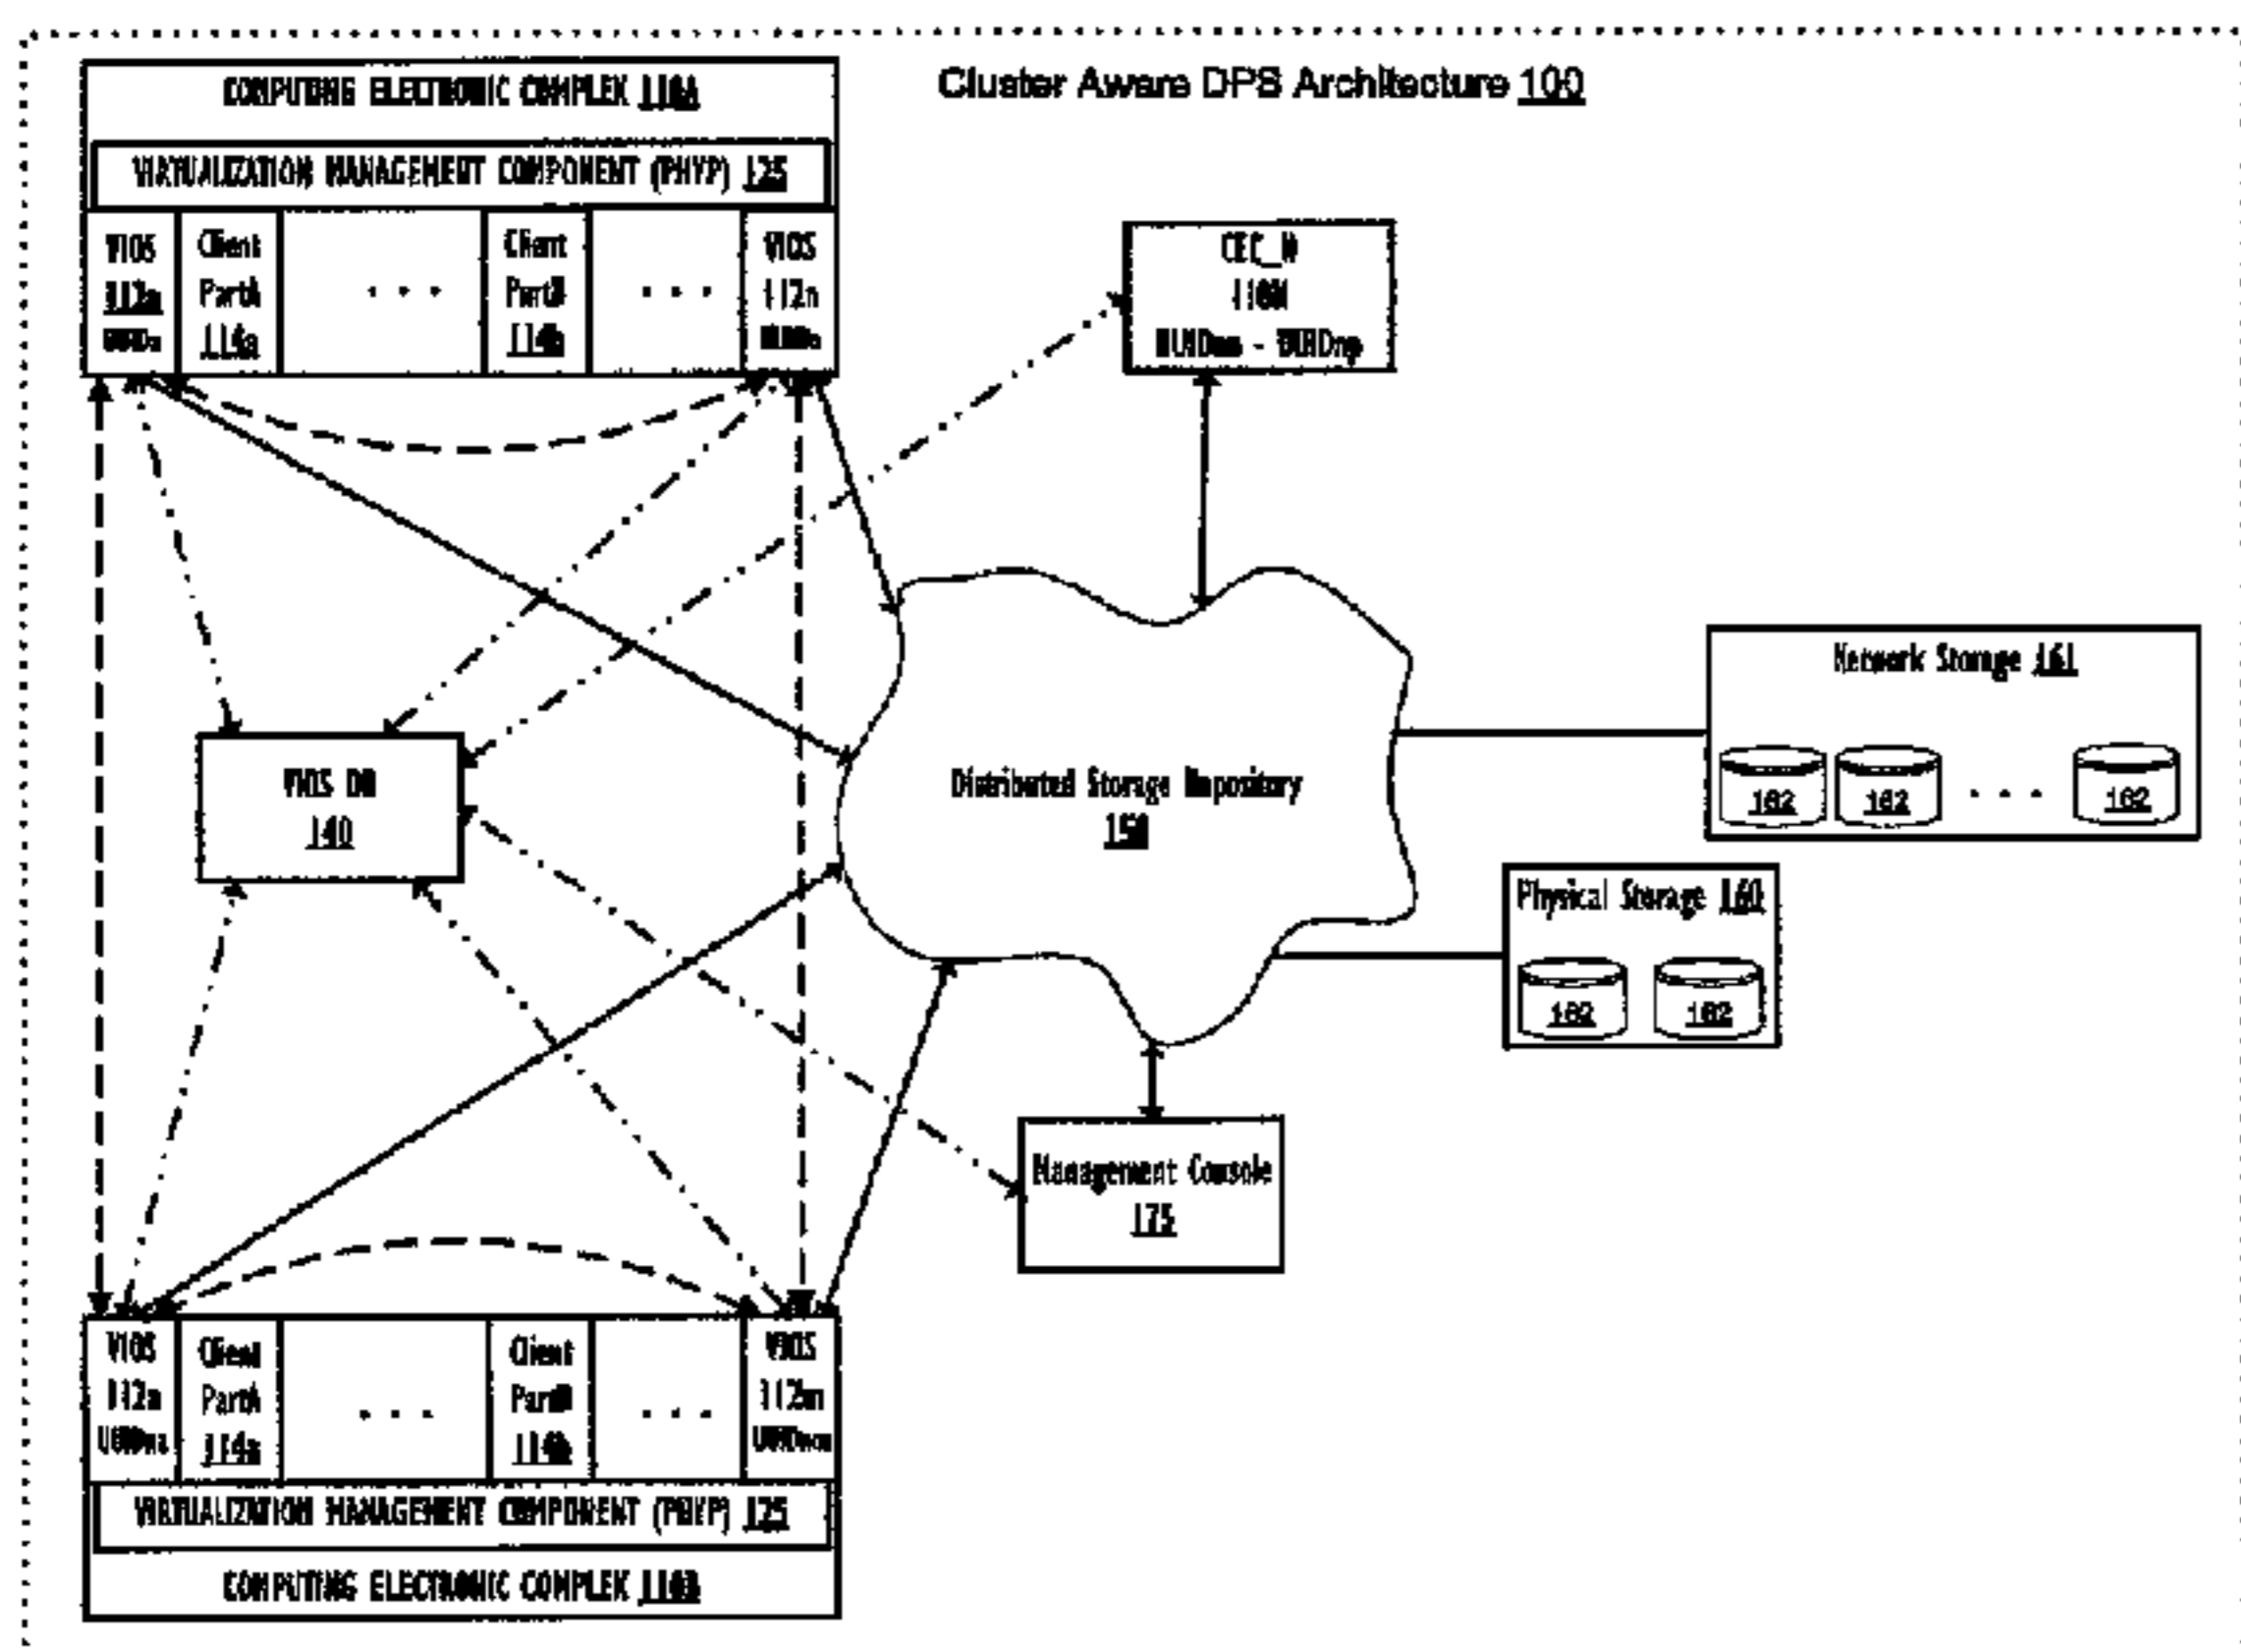 Cluster Aware DPS Architecture 100
COMPUTING ELECTRONIC COMPLEX 110A
VIRTUALIZATION MANAGEMENT COMPONENT (PHYP) 125
VIOS
112a
Client
PartA
114a
. . .
Client
PartB
114b
. . .
VIOS
112n
CEC_N
110N
Network Storage 161
162
162
. . .
162
VIOS DB
140
Distributed Storage Repository
150
Physical Storage 160
162
162
Management Console
175
VIOS
Client
PartA
114a
. . .
Client
PartB
114b
. . .
VIOS
VIRTUALIZATION MANAGEMENT COMPONENT (PHYP) 125
COMPUTING ELECTRONIC COMPLEX 110B